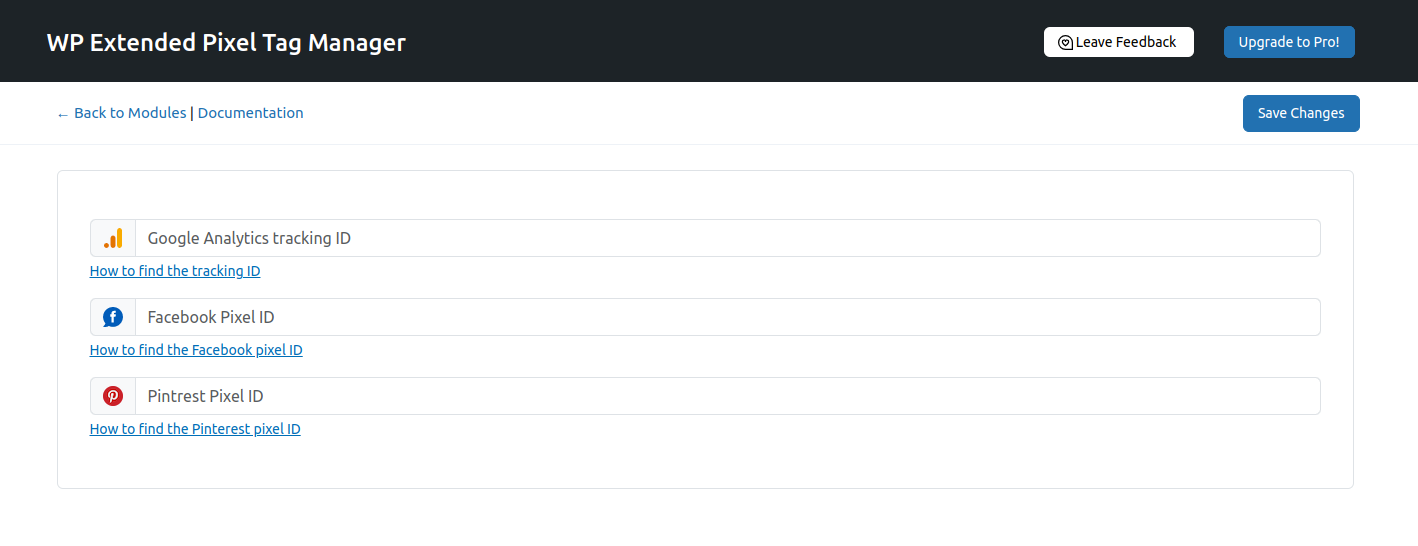 WP Extended Pixel Tag Manager
Leave Feedback
Upgrade to Pro!
← Back to Modules | Documentation
Save Changes
Google Analytics tracking ID
How to find the tracking ID
Facebook Pixel ID
How to find the Facebook pixel ID
Pintrest Pixel ID
How to find the Pinterest pixel ID